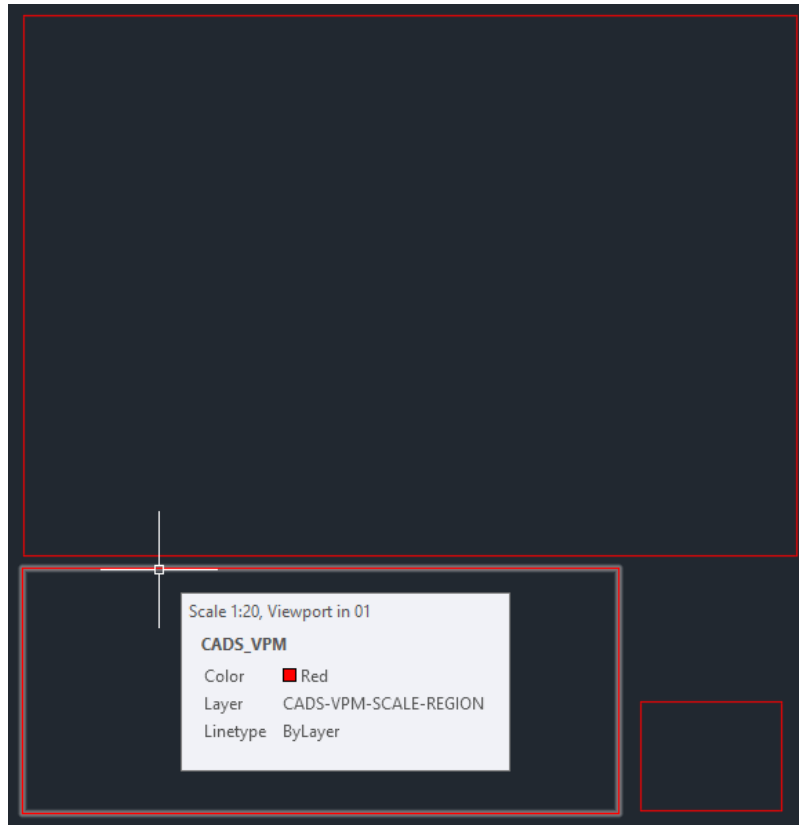 Scale 1:20, Viewport in 01
CADS_VPM
Color Red
Layer CADS-VPM-SCALE-REGION
Linetype ByLayer